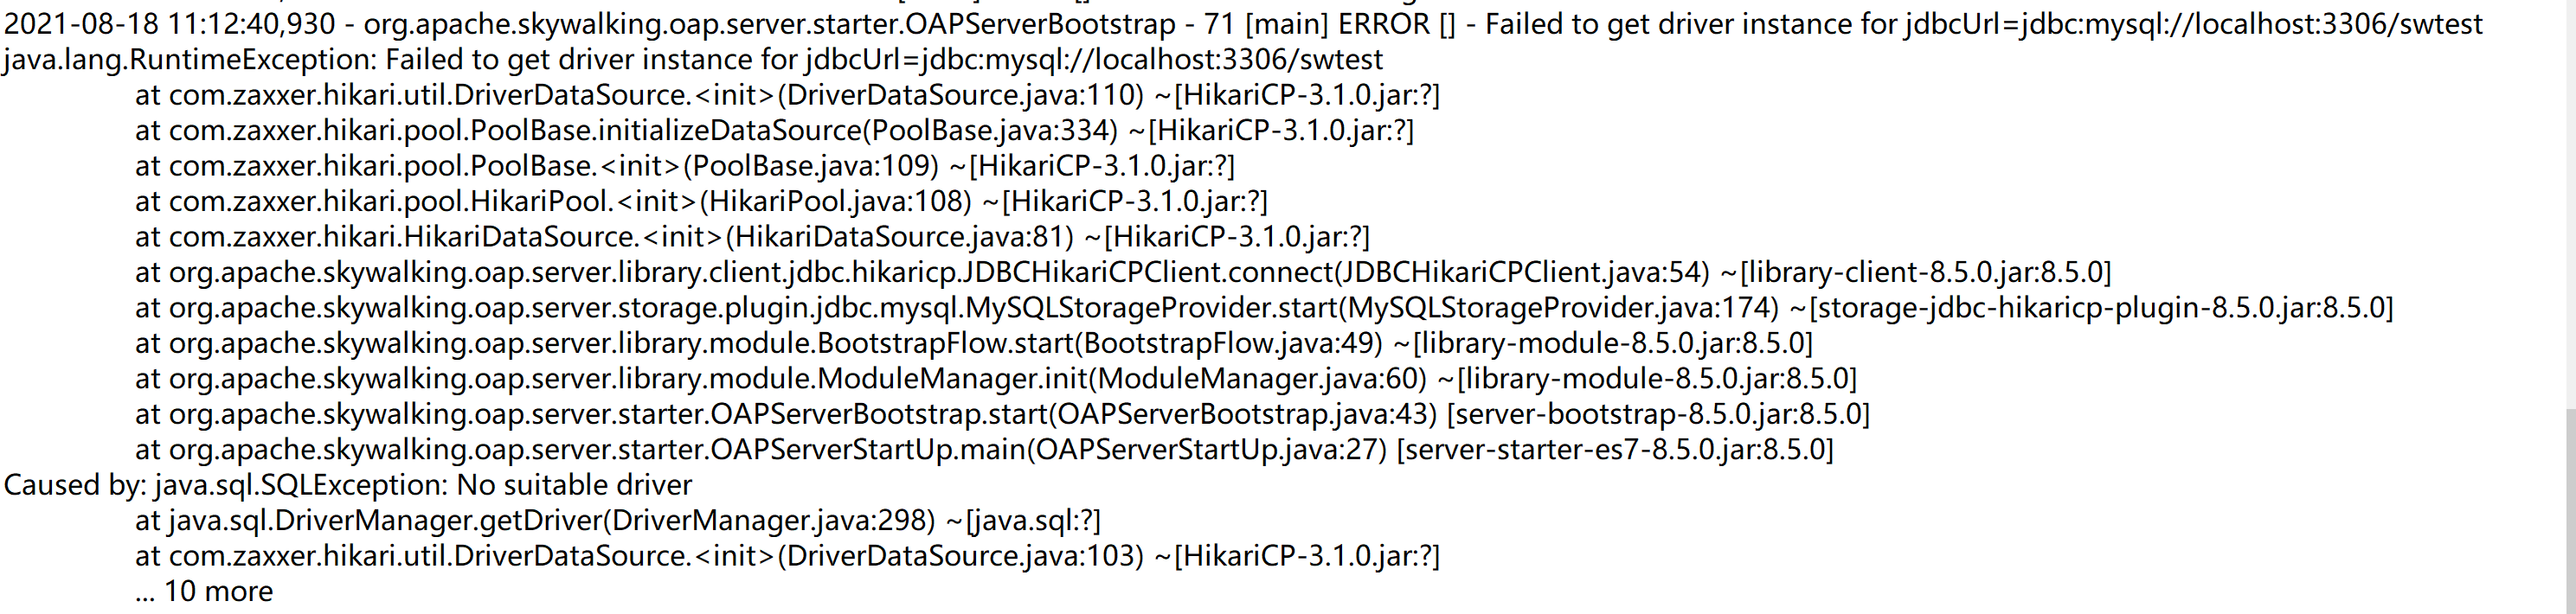 2021-08-18 11:12:40,930 - org.apache.skywalking.oap.server.starter.OAPServerBootstrap - 71 [main] ERROR [] - Failed to get driver instance for jdbcUrl=jdbc:mysql://localhost:3306/swtest
java.lang.RuntimeException: Failed to get driver instance for jdbcUrl=jdbc:mysql://localhost:3306/swtest
at com.zaxxer.hikari.util.DriverDataSource.<init>(DriverDataSource.java:110) ~[HikariCP-3.1.0.jar:?]
at com.zaxxer.hikari.pool.PoolBase.initializeDataSource(PoolBase.java:334) ~[HikariCP-3.1.0.jar:?]
at com.zaxxer.hikari.pool.PoolBase.<init>(PoolBase.java:109) ~[HikariCP-3.1.0.jar:?]
at com.zaxxer.hikari.pool.HikariPool.<init>(HikariPool.java:108) ~[HikariCP-3.1.0.jar:?]
at com.zaxxer.hikari.HikariDataSource.<init>(HikariDataSource.java:81) ~[HikariCP-3.1.0.jar:?]
at org.apache.skywalking.oap.server.library.client.jdbc.hikaricp.JDBCHikariCPClient.connect(JDBCHikariCPClient.java:54) ~[library-client-8.5.0.jar:8.5.0]
at org.apache.skywalking.oap.server.storage.plugin.jdbc.mysql.MySQLStorageProvider.start(MySQLStorageProvider.java:174) ~[storage-jdbc-hikaricp-plugin-8.5.0.jar:8.5.0]
at org.apache.skywalking.oap.server.library.module.BootstrapFlow.start(BootstrapFlow.java:49) ~[library-module-8.5.0.jar:8.5.0]
at org.apache.skywalking.oap.server.library.module.ModuleManager.init(ModuleManager.java:60) ~[library-module-8.5.0.jar:8.5.0]
at org.apache.skywalking.oap.server.starter.OAPServerBootstrap.start(OAPServerBootstrap.java:43) [server-bootstrap-8.5.0.jar:8.5.0]
at org.apache.skywalking.oap.server.starter.OAPServerStartUp.main(OAPServerStartUp.java:27) [server-starter-es7-8.5.0.jar:8.5.0]
Caused by: java.sql.SQLException: No suitable driver
at java.sql.DriverManager.getDriver(DriverManager.java:298) ~[java.sql:?]
at com.zaxxer.hikari.util.DriverDataSource.<init>(DriverDataSource.java:103) ~[HikariCP-3.1.0.jar:?]
... 10 more